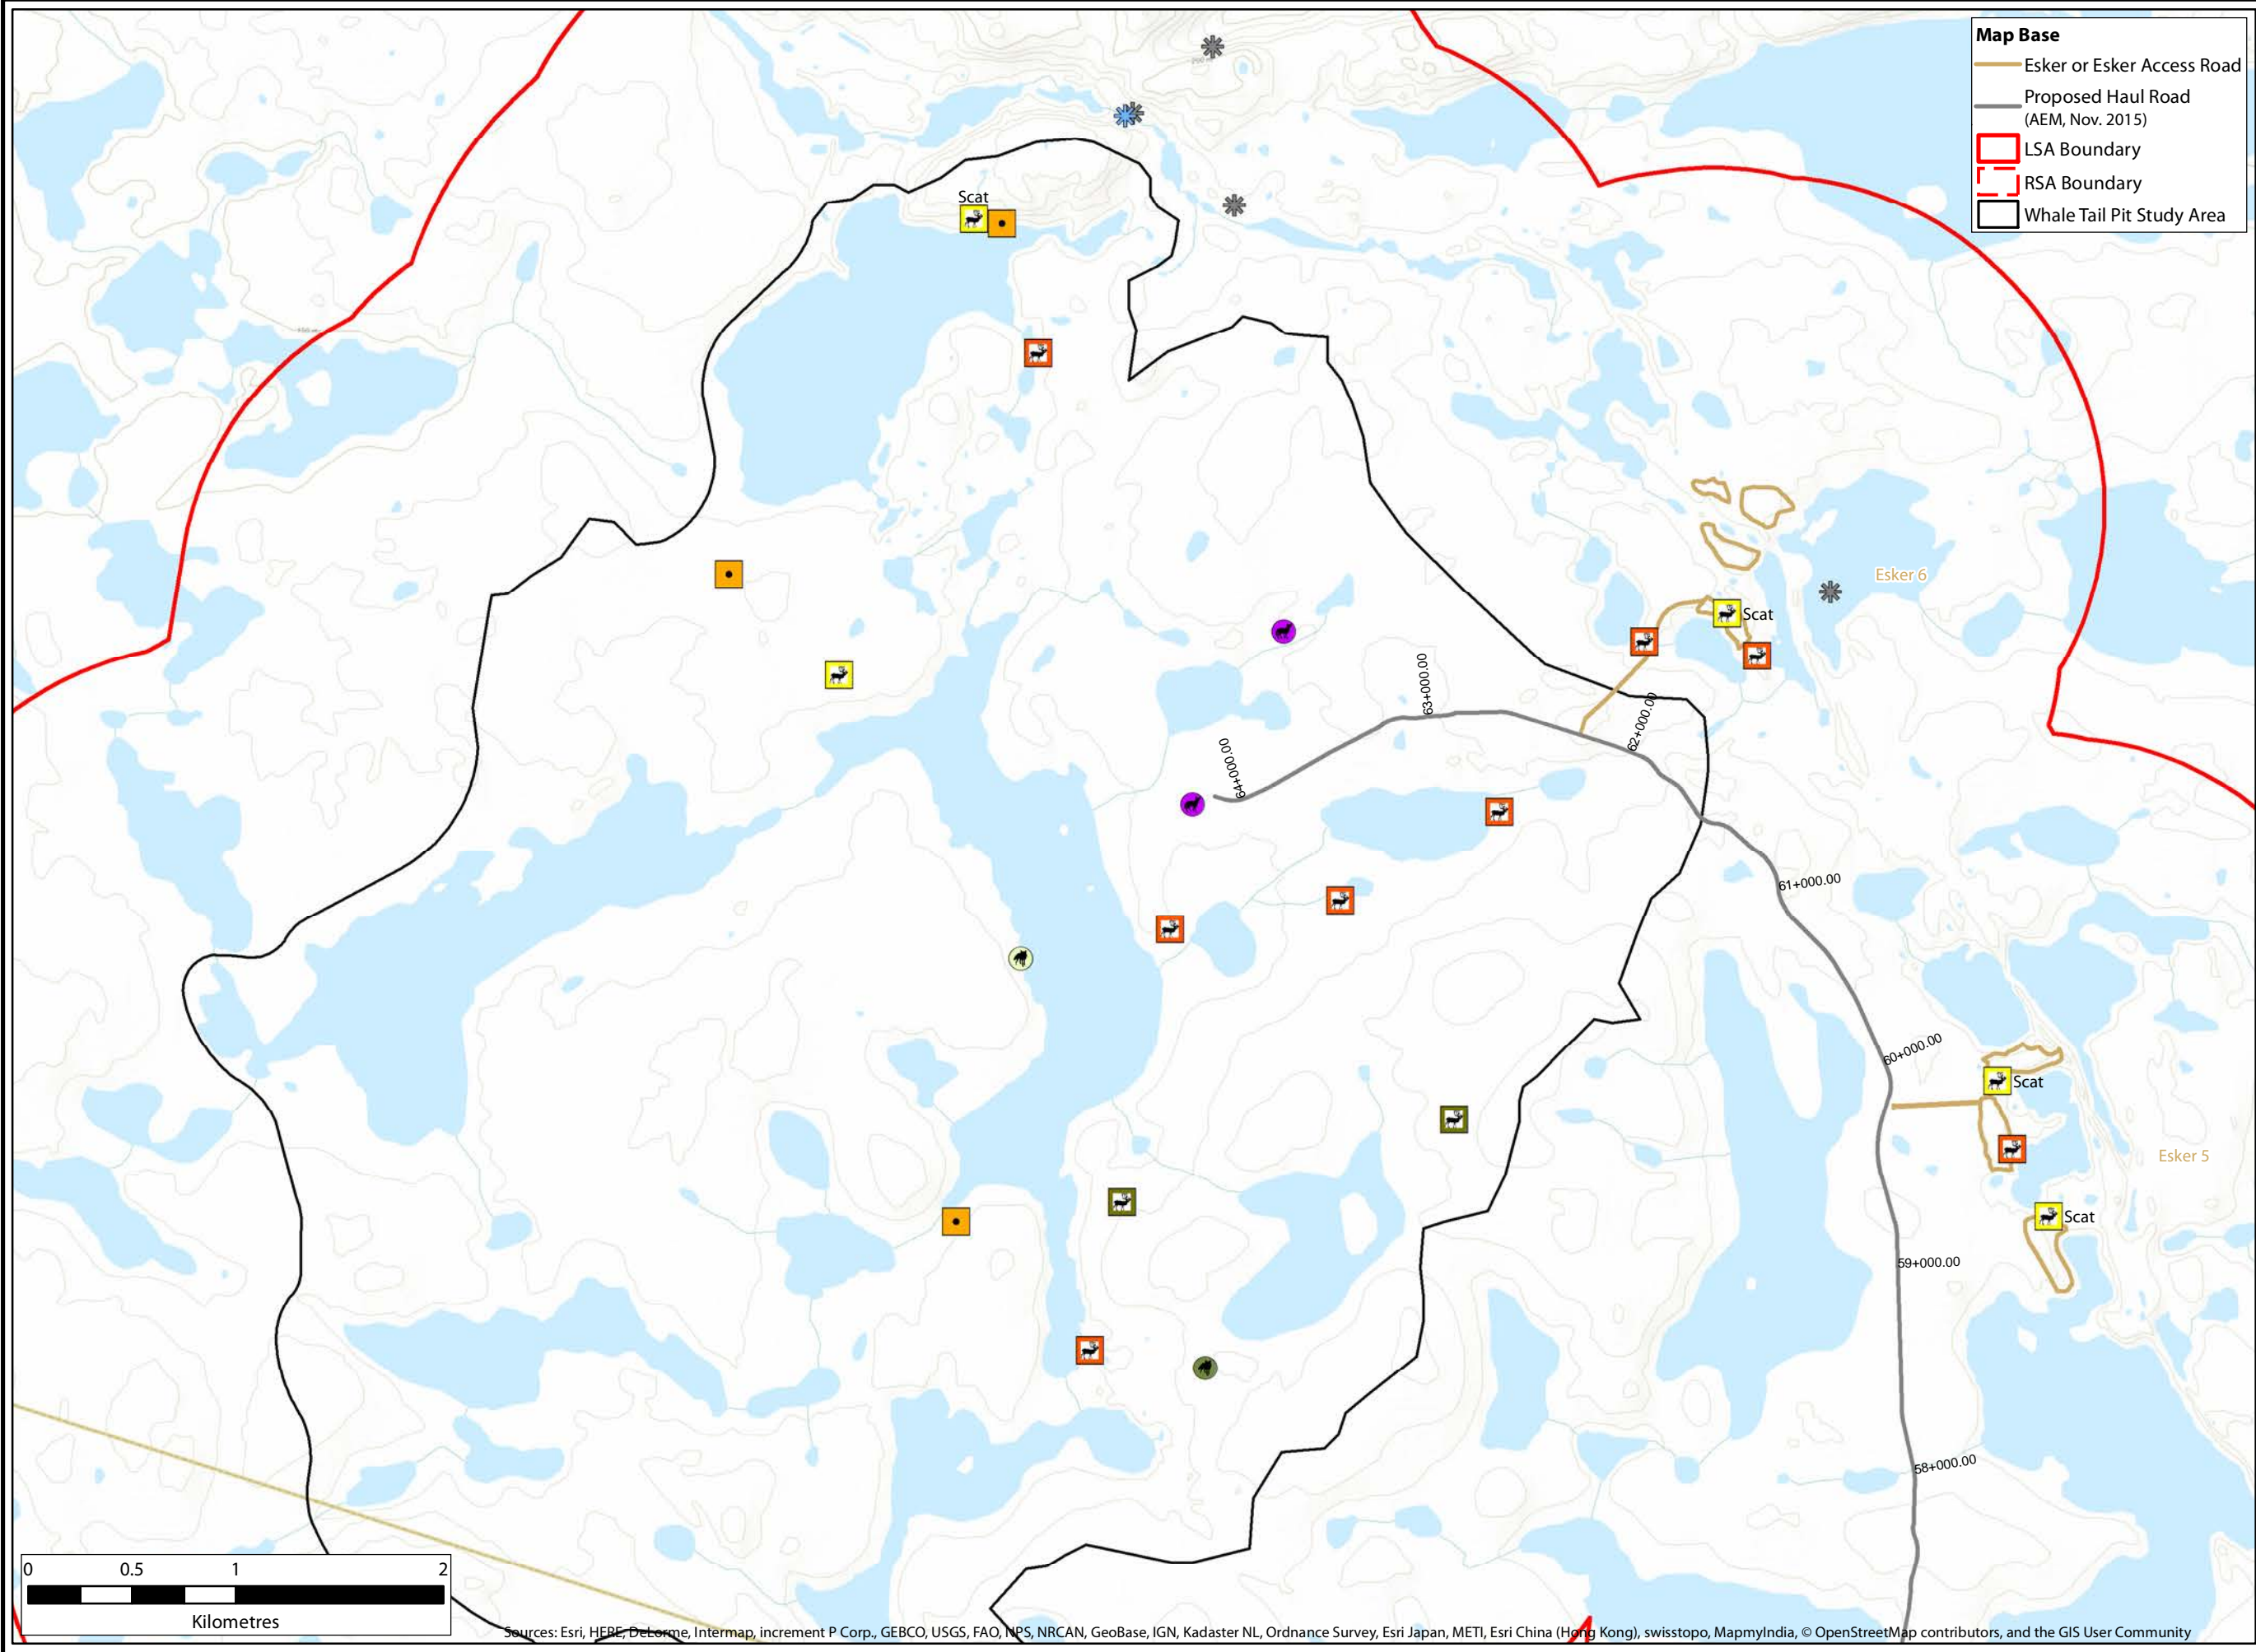 Map Base
Esker or Esker Access Road
Proposed Haul Road
(AEM, Nov. 2015)
LSA Boundary
RSA Boundary
Whale Tail Pit Study Area
Scat
Esker 6
Scat
63+000.00
62+000.00
64+000.00
61+000.00
60+000.00
Scat
Esker 5
Scat
59+000.00
58+000.00
0 0.5 1 2
Kilometres
Sources: Esri, HERE, DeLorme, Intermap, increment P Corp., GEBCO, USGS, FAO, NPS, NRCAN, GeoBase, IGN, Kadaster NL, Ordnance Survey, Esri Japan, METI, Esri China (Hong Kong), swisstopo, MapmyIndia, © OpenStreetMap contributors, and the GIS User Community